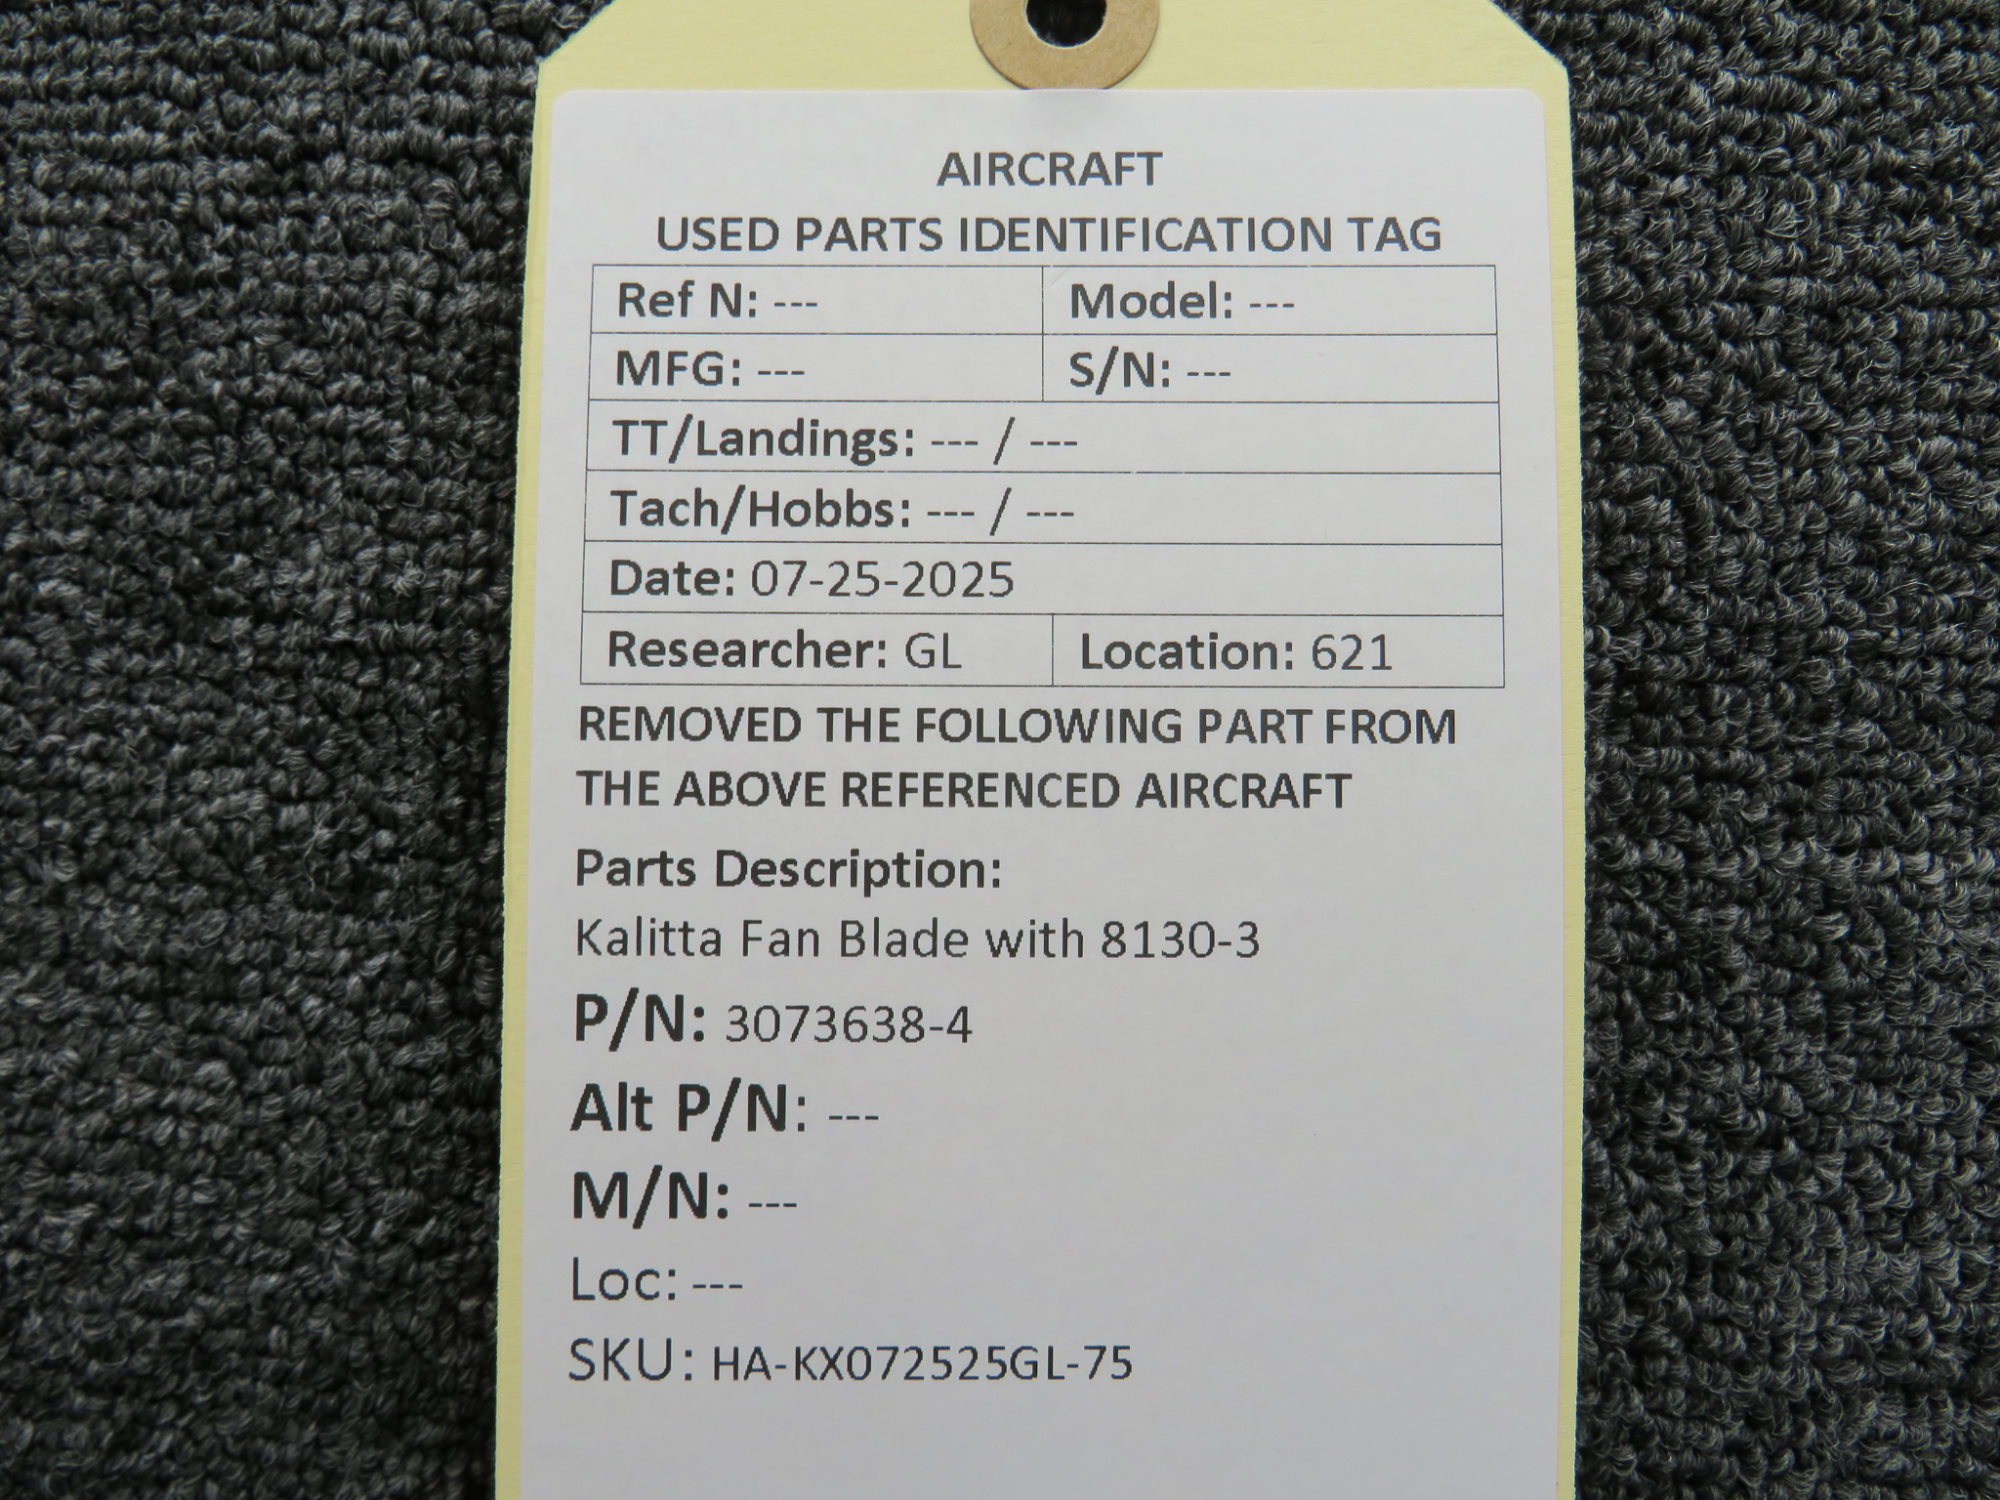 AIRCRAFT
USED PARTS IDENTIFICATION TAG
Ref N: --- Model: ---
MFG: --- S/N: ---
TT/Landings: --- / ---
Tach/Hobbs: --- / ---
Date: 07-25-2025
Researcher: GL Location: 621
REMOVED THE FOLLOWING PART FROM
THE ABOVE REFERENCED AIRCRAFT
Parts Description:
Kalitta Fan Blade with 8130-3
P/N: 3073638-4
Alt P/N: ---
M/N: ---
Loc: ---
SKU: HA-KX072525GL-75